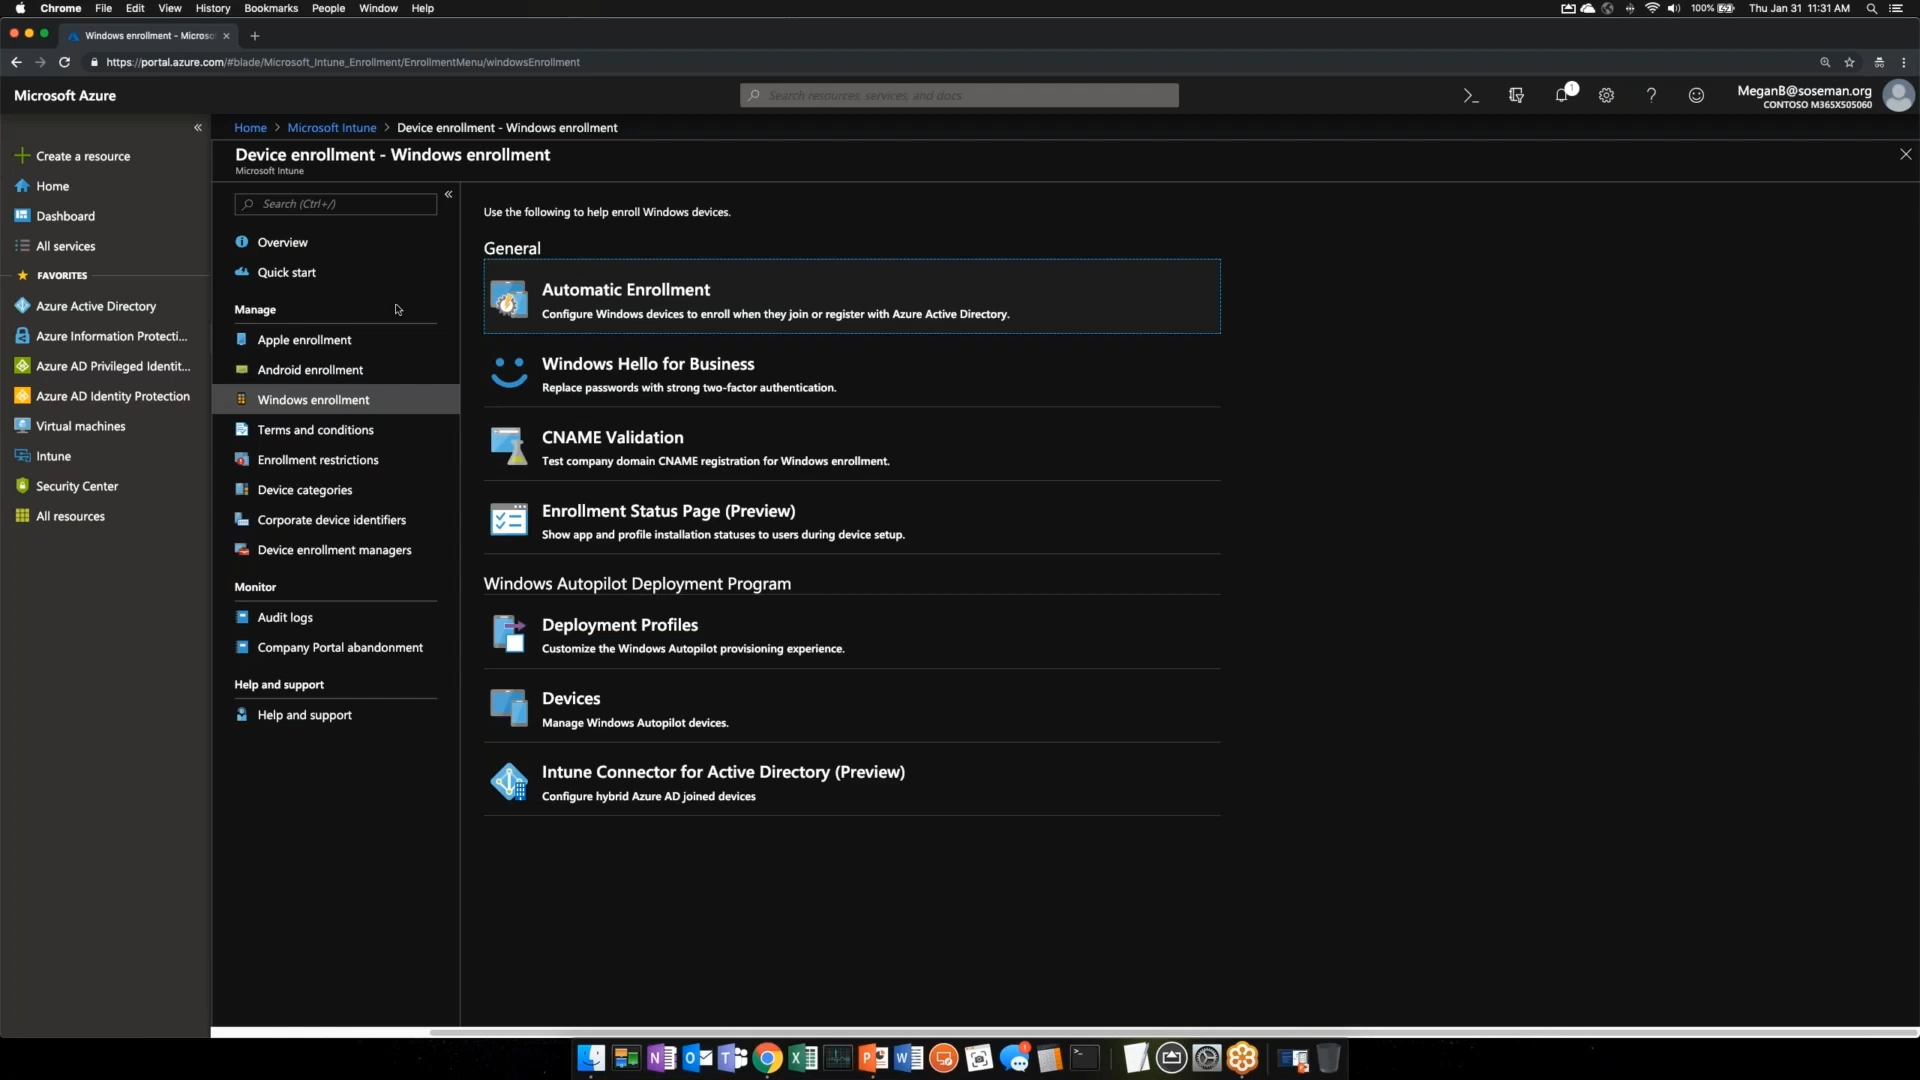 Chrome File Edit View History Bookmarks People Window Help
100% Thu Jan 31 11:31 AM
Windows enrollment - Microso
https://portal.azure.com/#blade/Microsoft_Intune_Enrollment/EnrollmentMenu/windowsEnrollment
Microsoft Azure
Search resources, services, and docs
1
MeganB@soseman.org
CONTOSO M365X505060
Create a resource
Home
Dashboard
All services
FAVORITES
Azure Active Directory
Azure Information Protecti...
Azure AD Privileged Identit...
Azure AD Identity Protection
Virtual machines
Intune
Security Center
All resources
Home > Microsoft Intune > Device enrollment - Windows enrollment
Device enrollment - Windows enrollment
Microsoft Intune
Search (Ctrl+/)
Overview
Quick start
Manage
Apple enrollment
Android enrollment
Windows enrollment
Terms and conditions
Enrollment restrictions
Device categories
Corporate device identifiers
Device enrollment managers
Monitor
Audit logs
Company Portal abandonment
Help and support
Help and support
Use the following to help enroll Windows devices.
General
Automatic Enrollment
Configure Windows devices to enroll when they join or register with Azure Active Directory.
Windows Hello for Business
Replace passwords with strong two-factor authentication.
CNAME Validation
Test company domain CNAME registration for Windows enrollment.
Enrollment Status Page (Preview)
Show app and profile installation statuses to users during device setup.
Windows Autopilot Deployment Program
Deployment Profiles
Customize the Windows Autopilot provisioning experience.
Devices
Manage Windows Autopilot devices.
Intune Connector for Active Directory (Preview)
Configure hybrid Azure AD joined devices